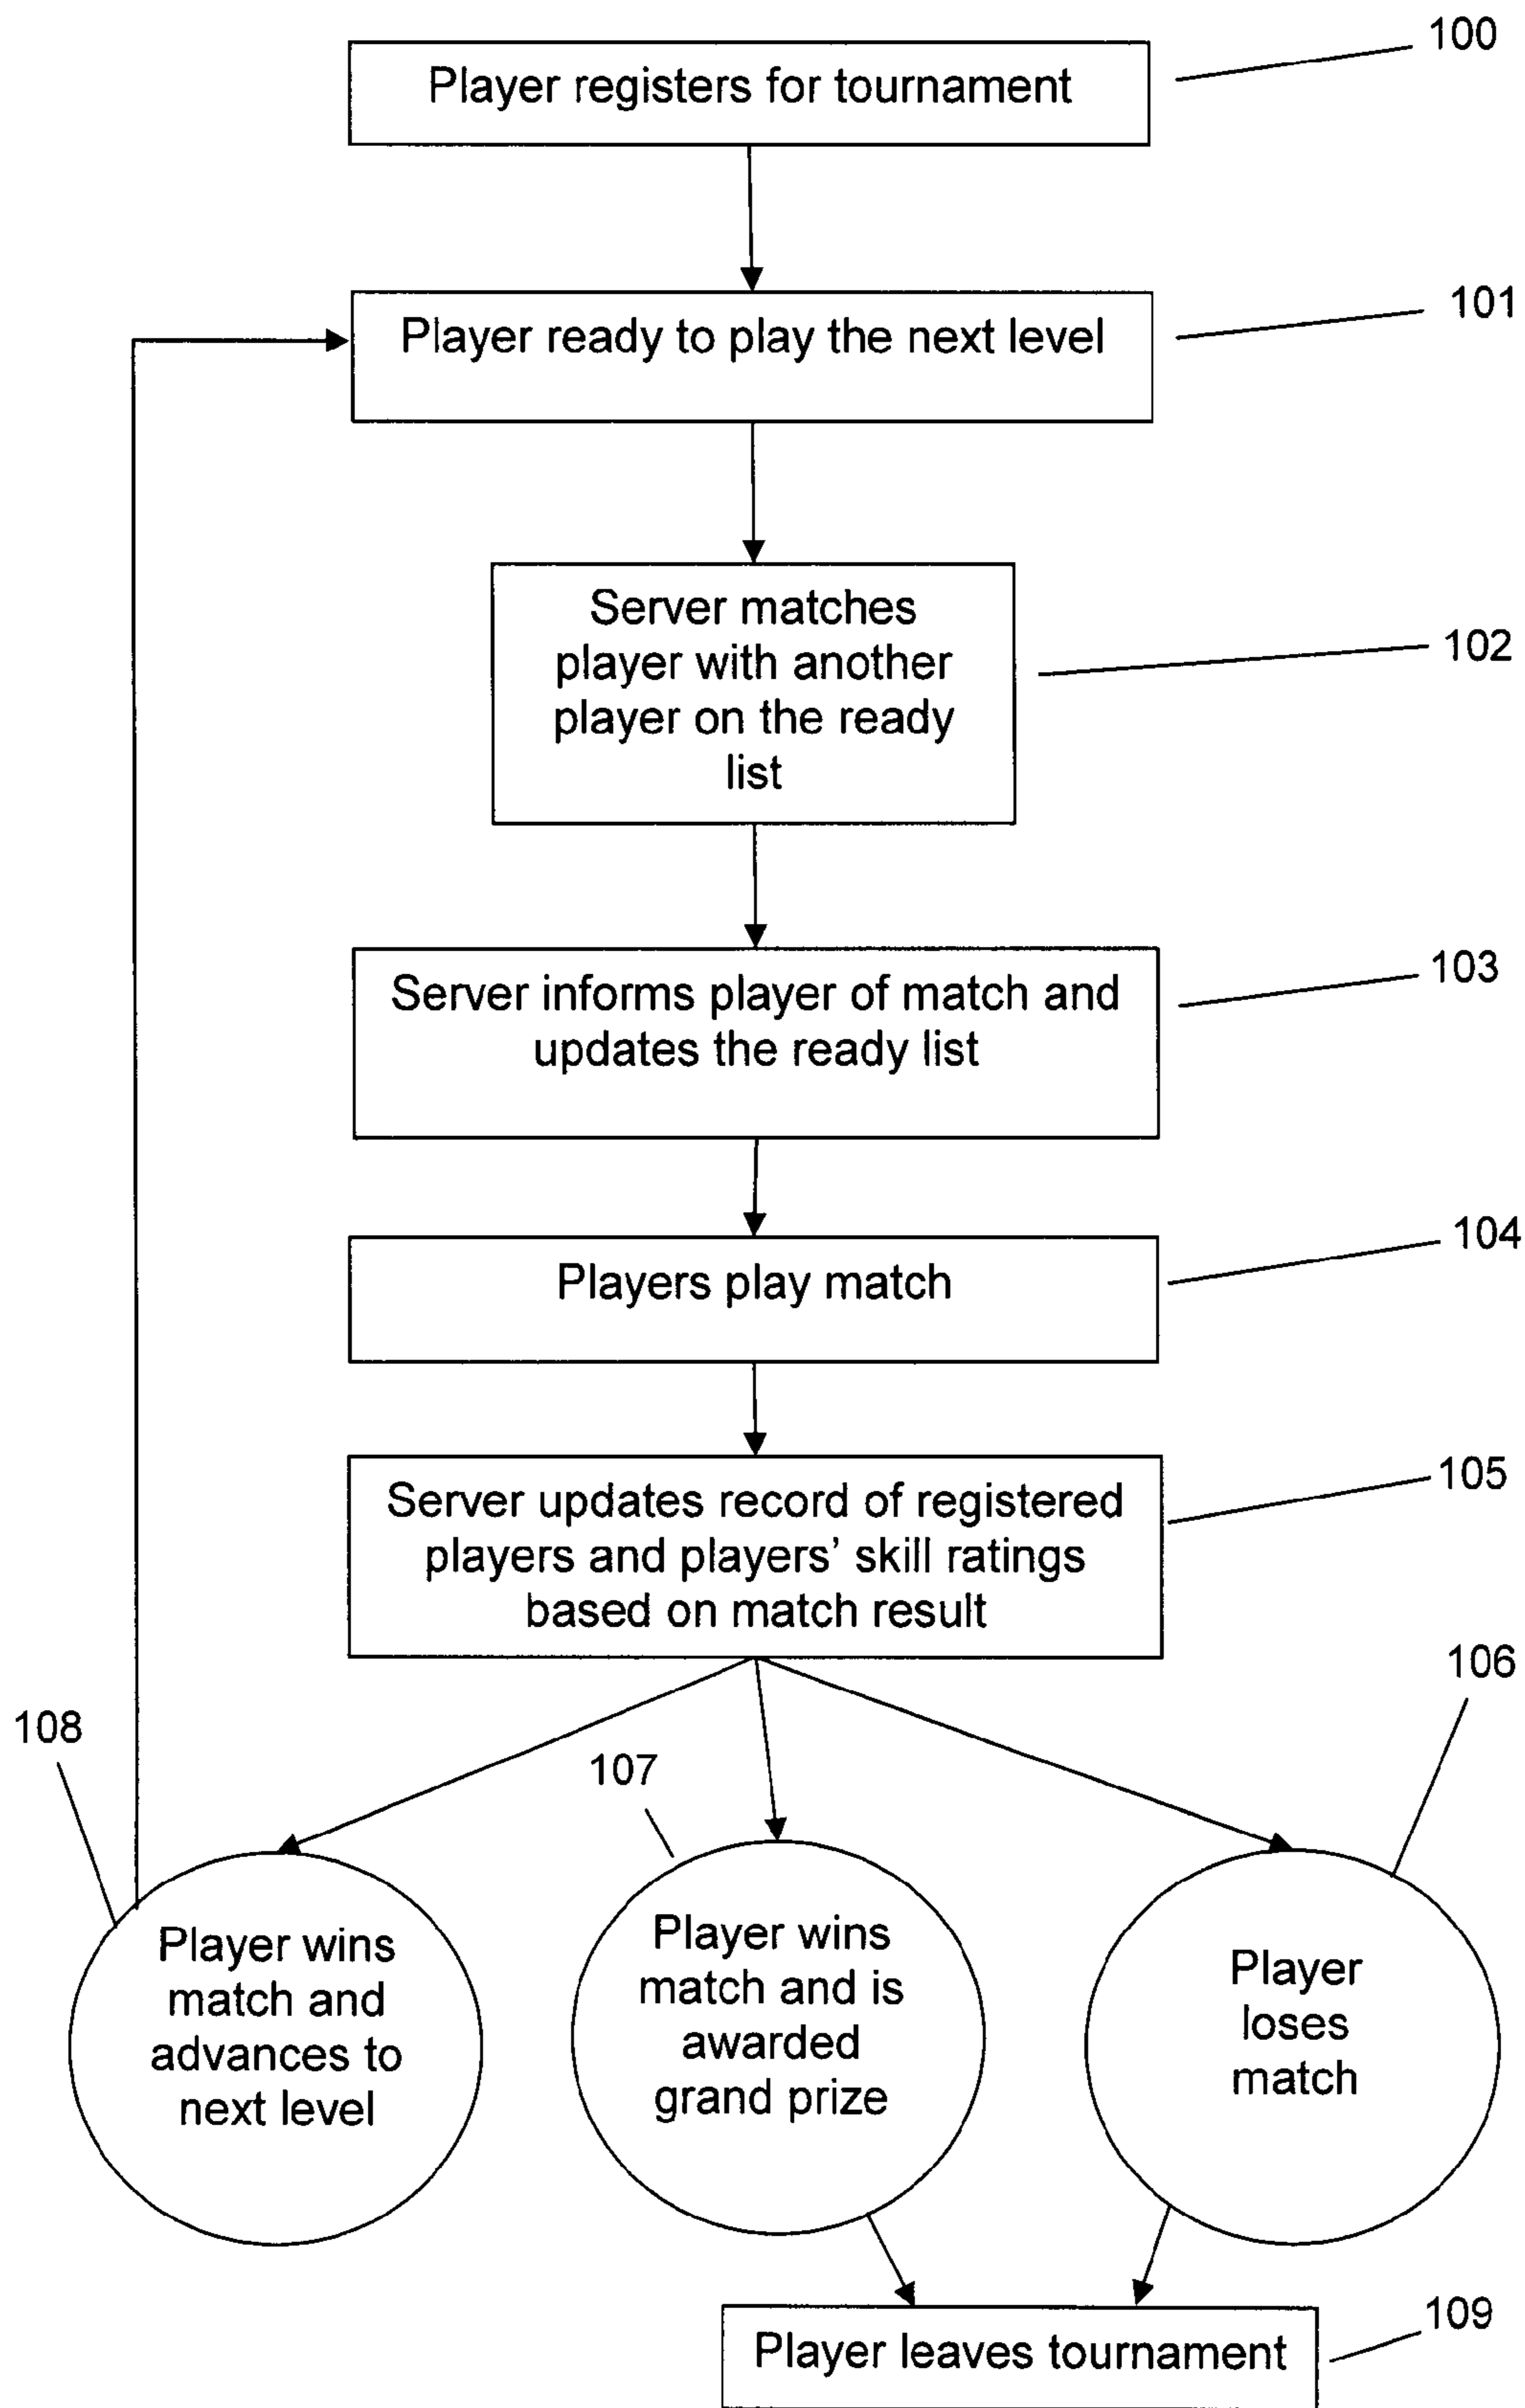 100
Player registers for tournament
101
Player ready to play the next level
102
Server matches
player with another
player on the ready
list
103
Server informs player of match and
updates the ready list
104
Players play match
105
Server updates record of registered
players and players’ skill ratings
based on match result
106
108
107
Player wins
match and
advances to
next level
Player wins
match and is
awarded
grand prize
Player
loses
match
109
Player leaves tournament